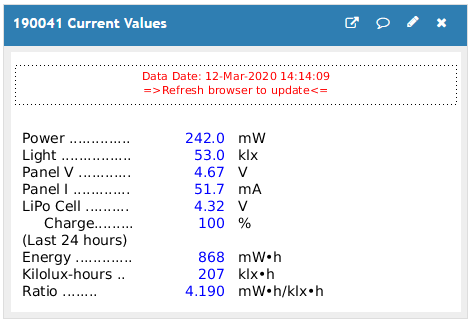 190041 Current Values
Data Date: 12-Mar-2020 14:14:09
=>Refresh browser to update<=
Power .............. 242.0 mW
Light ................ 53.0 klx
Panel V ............ 4.67 V
Panel I ............. 51.7 mA
LiPo Cell .......... 4.32 V
Charge......... 100 %
(Last 24 hours)
Energy ............. 868 mW•h
Kilolux-hours .. 207 klx•h
Ratio ........ 4.190 mW•h/klx•h